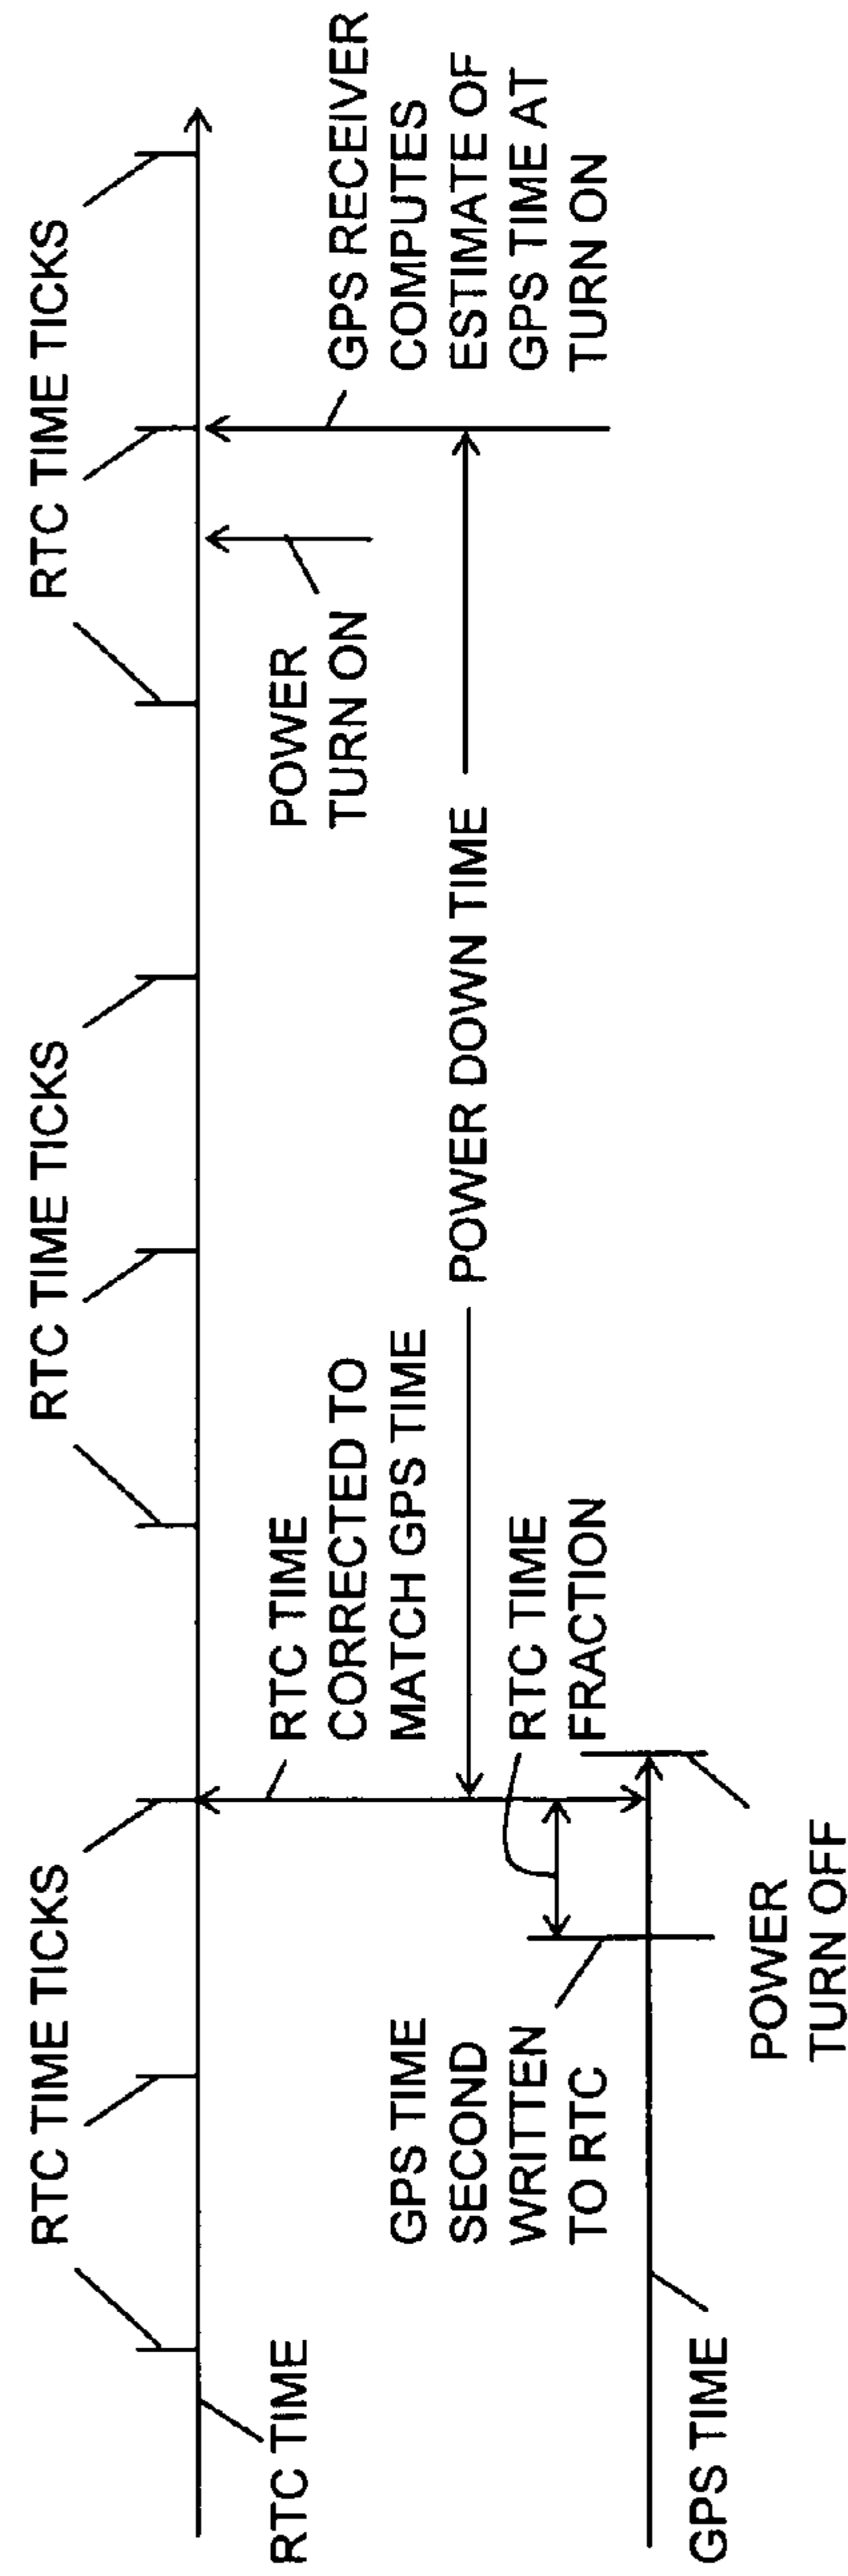 RTC TIME TICKS
RTC TIME TICKS
RTC TIME TICKS
RTC TIME
RTC TIME
CORRECTED TO
MATCH GPS TIME
POWER
TURN ON
GPS RECEIVER
COMPUTES
ESTIMATE OF
GPS TIME AT
TURN ON
POWER DOWN TIME
GPS TIME
SECOND
WRITTEN
TO RTC
RTC TIME
FRACTION
GPS TIME
POWER
TURN OFF